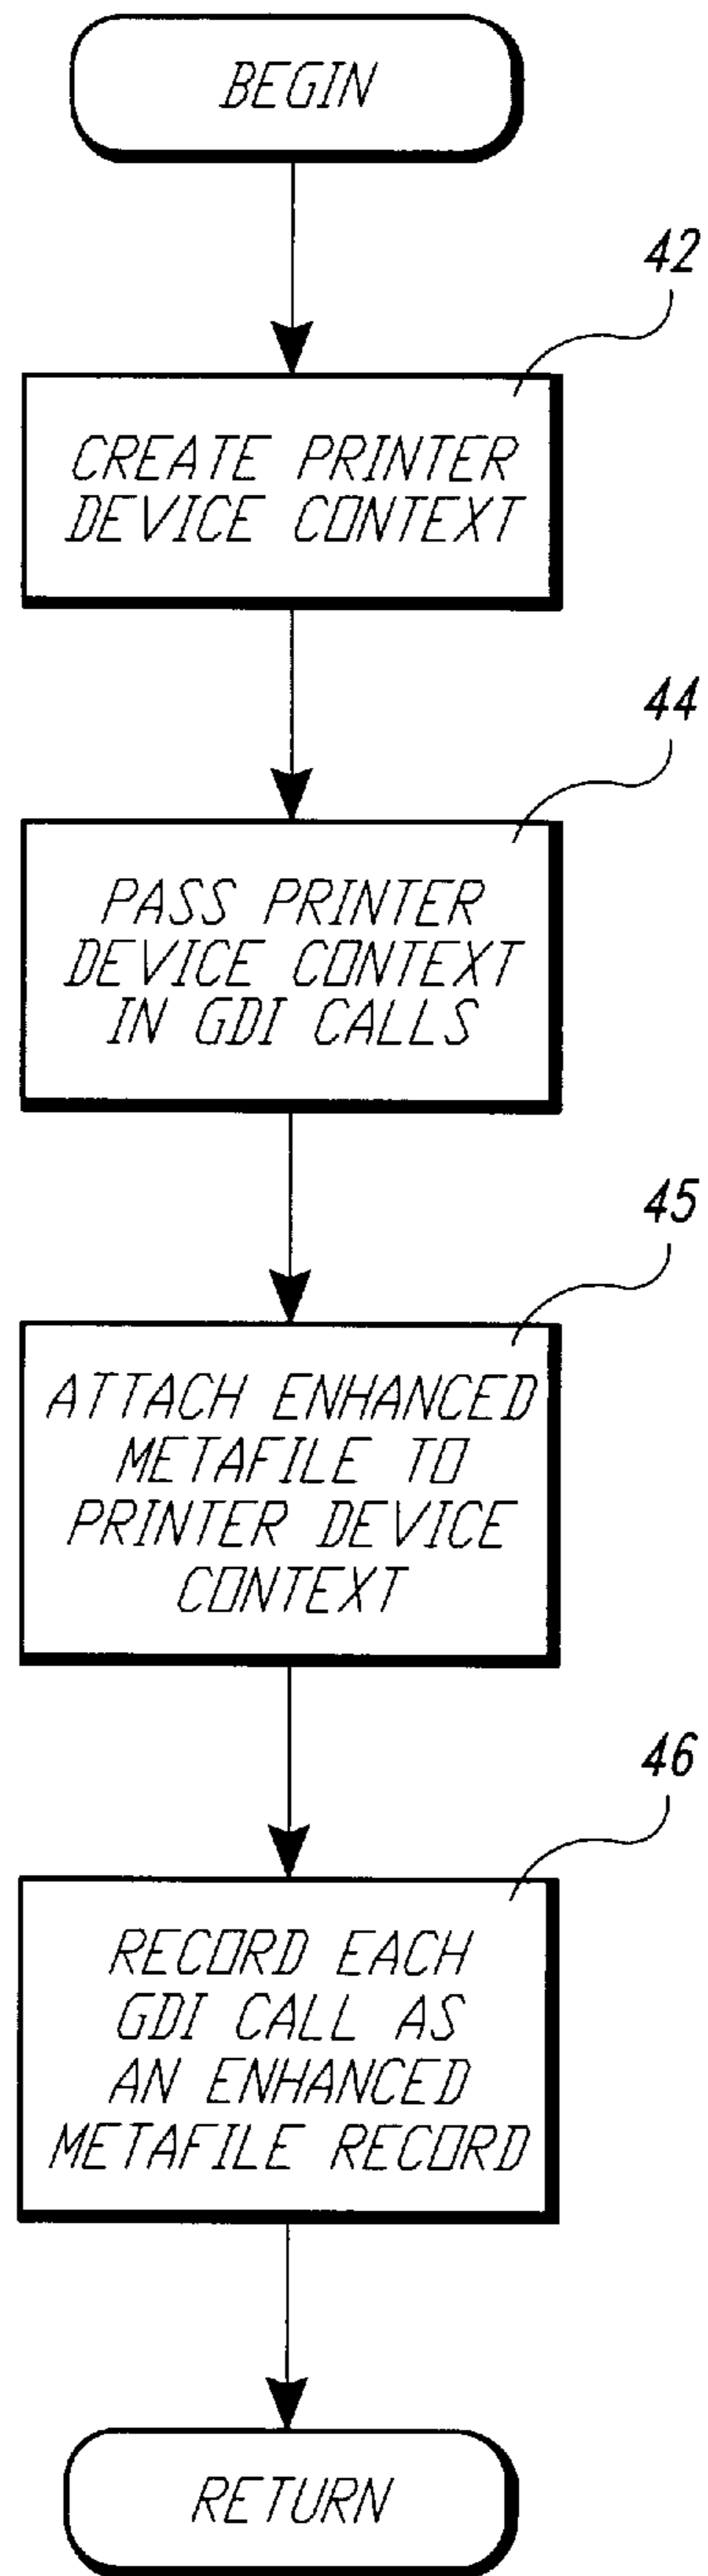 BEGIN
42
CREATE PRINTER
DEVICE CONTEXT
44
PASS PRINTER
DEVICE CONTEXT
IN GDI CALLS
45
ATTACH ENHANCED
METAFILE TO
PRINTER DEVICE
CONTEXT
46
RECORD EACH
GDI CALL AS
AN ENHANCED
METAFILE RECORD
RETURN